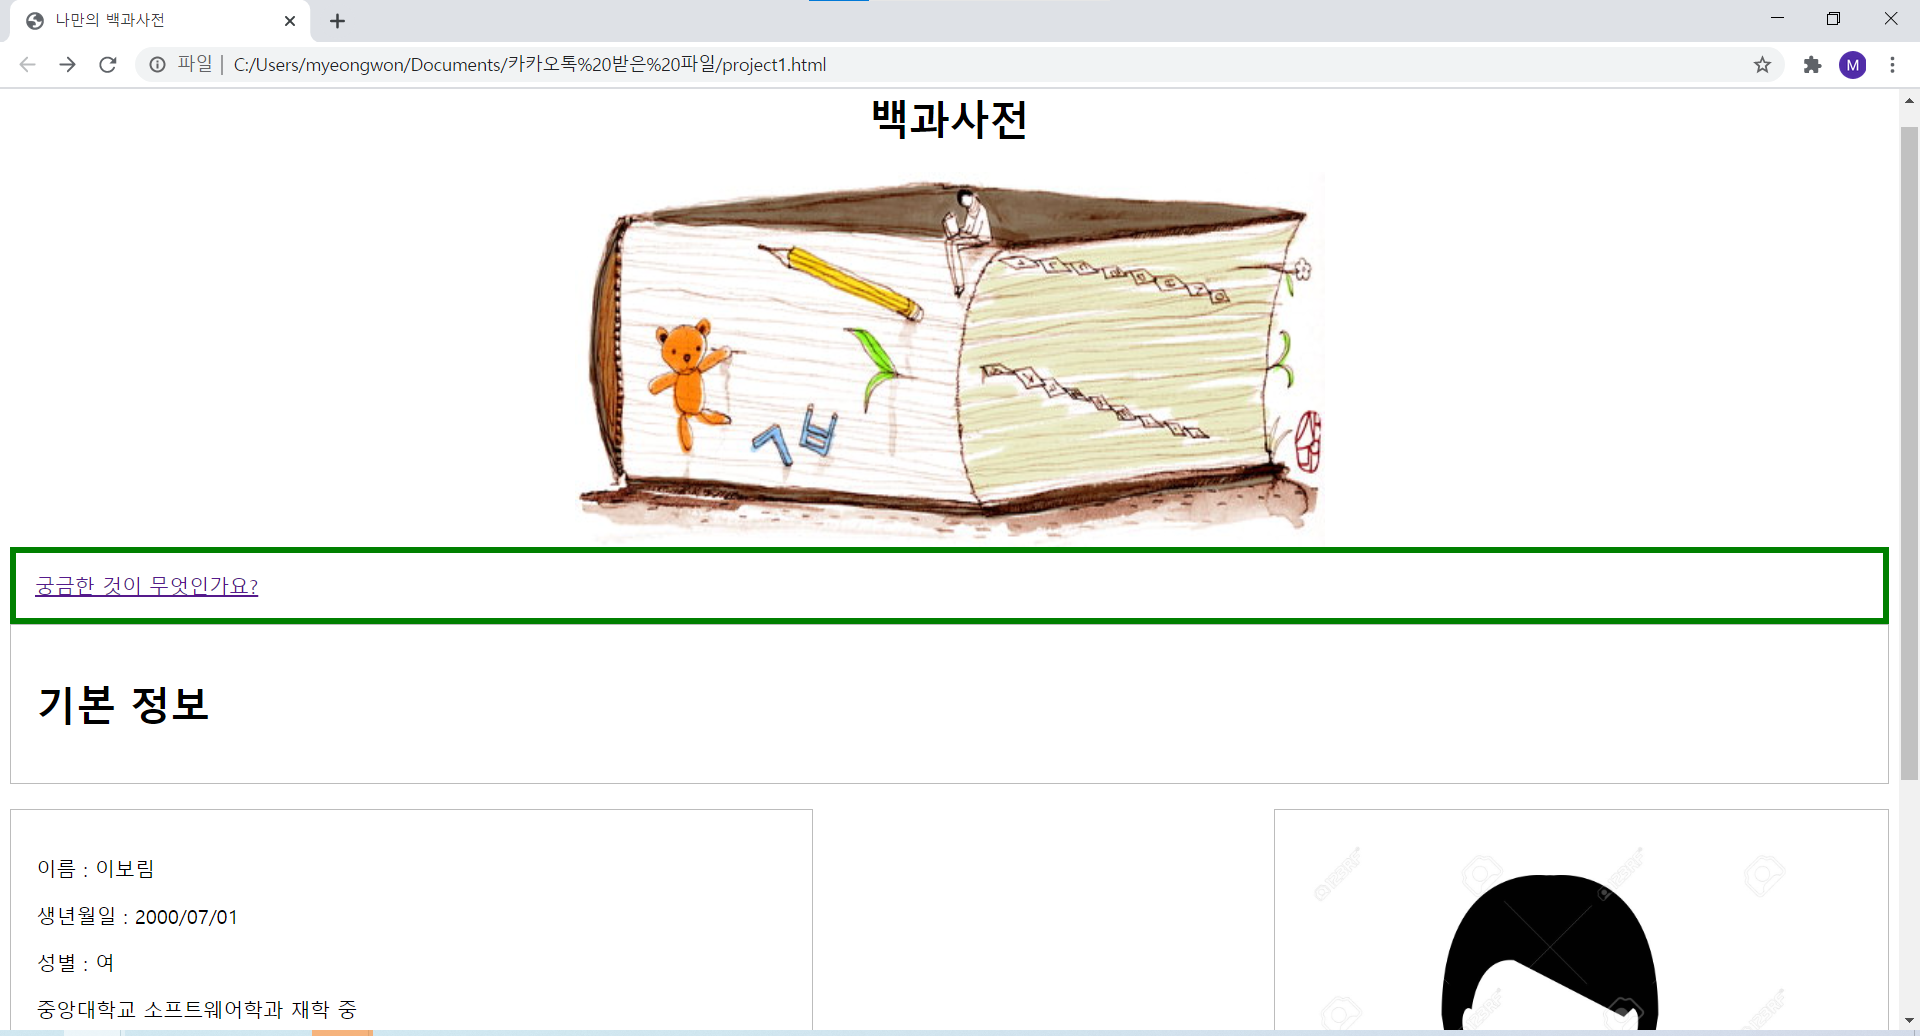 나만의 백과사전
파일 | C:/Users/myeongwon/Documents/카카오톡%20받은%20파일/project1.html
M
백과사전
궁금한 것이 무엇인가요?
기본 정보
이름 : 이보림
생년월일 : 2000/07/01
성별 : 여
중앙대학교 소프트웨어학과 재학 중